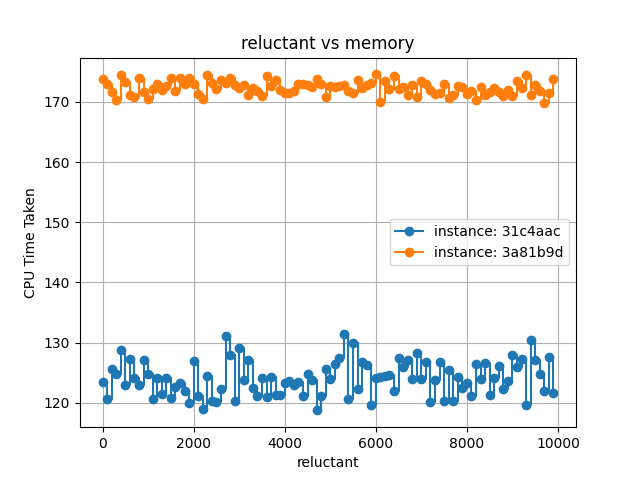 reluctant vs memory
CPU Time Taken
170
160
150
140
130
120
instance: 31c4aac
instance: 3a81b9d
0
2000
4000
6000
8000
10000
reluctant